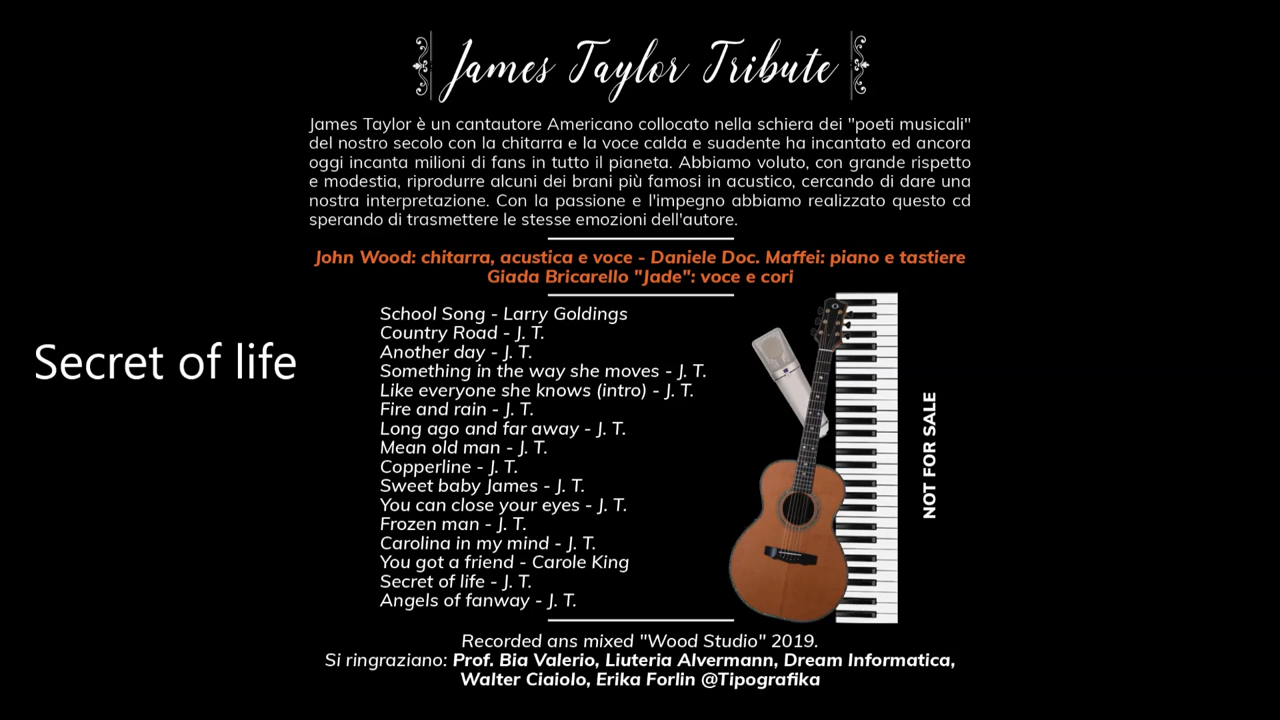 James Taylor Tribute
James Taylor è un cantautore Americano collocato nella schiera dei "poeti musicali"
del nostro secolo con la chitarra e la voce calda e suadente ha incantato ed ancora
oggi incanta milioni di fans in tutto il pianeta. Abbiamo voluto, con grande rispetto
e modestia, riprodurre alcuni dei brani più famosi in acustico, cercando di dare una
nostra interpretazione. Con la passione e l'impegno abbiamo realizzato questo cd
sperando di trasmettere le stesse emozioni dell'autore.
John Wood: chitarra, acustica e voce - Daniele Doc. Maffei: piano e tastiere
Giada Bricarello "Jade": voce e cori
Secret of life
School Song - Larry Goldings
Country Road - J. T.
Another day - J. T.
Something in the way she moves - J. T.
Like everyone she knows (intro) - J. T.
Fire and rain - J. T.
Long ago and far away - J. T.
Mean old man - J. T.
Copperline - J. T.
Sweet baby James - J. T.
You can close your eyes - J. T.
Frozen man - J. T.
Carolina in my mind - J. T.
You got a friend - Carole King
Secret of life - J. T.
Angels of fanway - J. T.
NOT FOR SALE
Recorded ans mixed "Wood Studio" 2019.
Si ringraziano: Prof. Bia Valerio, Liuteria Alvermann, Dream Informatica,
Walter Ciaiolo, Erika Forlin @Tipografika